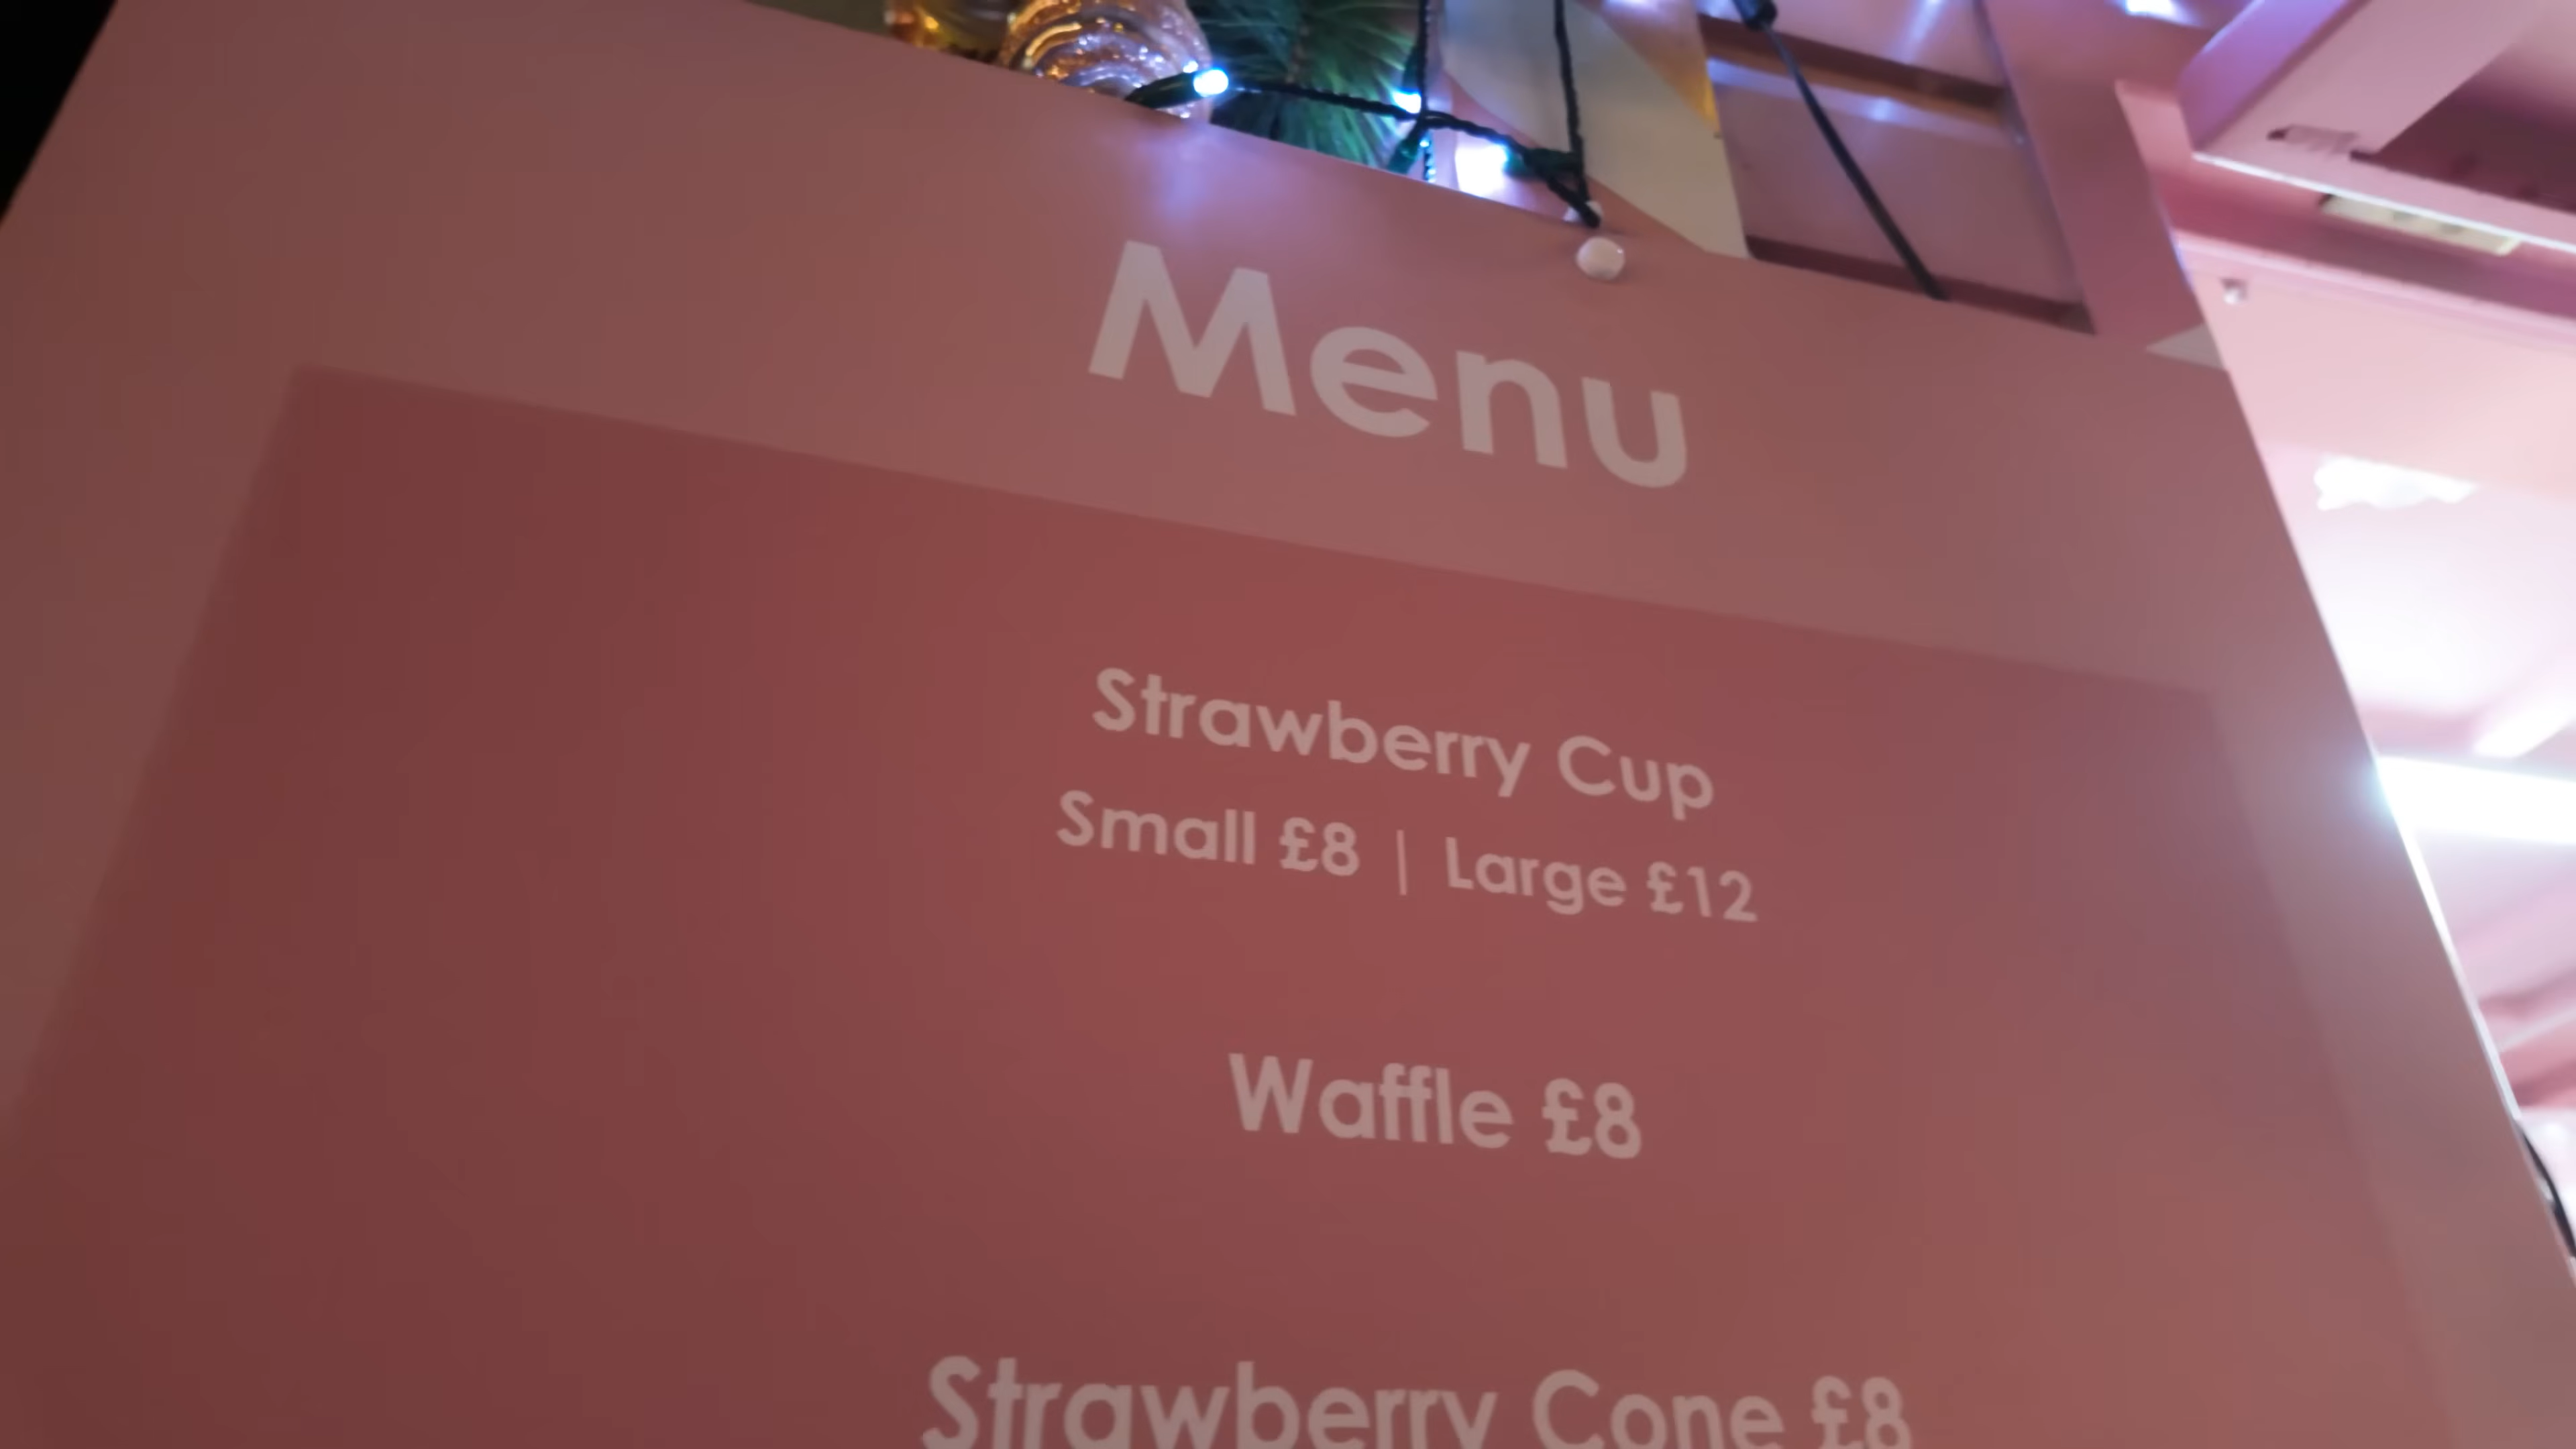 Menu
Strawberry Cup
Small £8 | Large £12
Waffle £8
Strawberry Cone £8